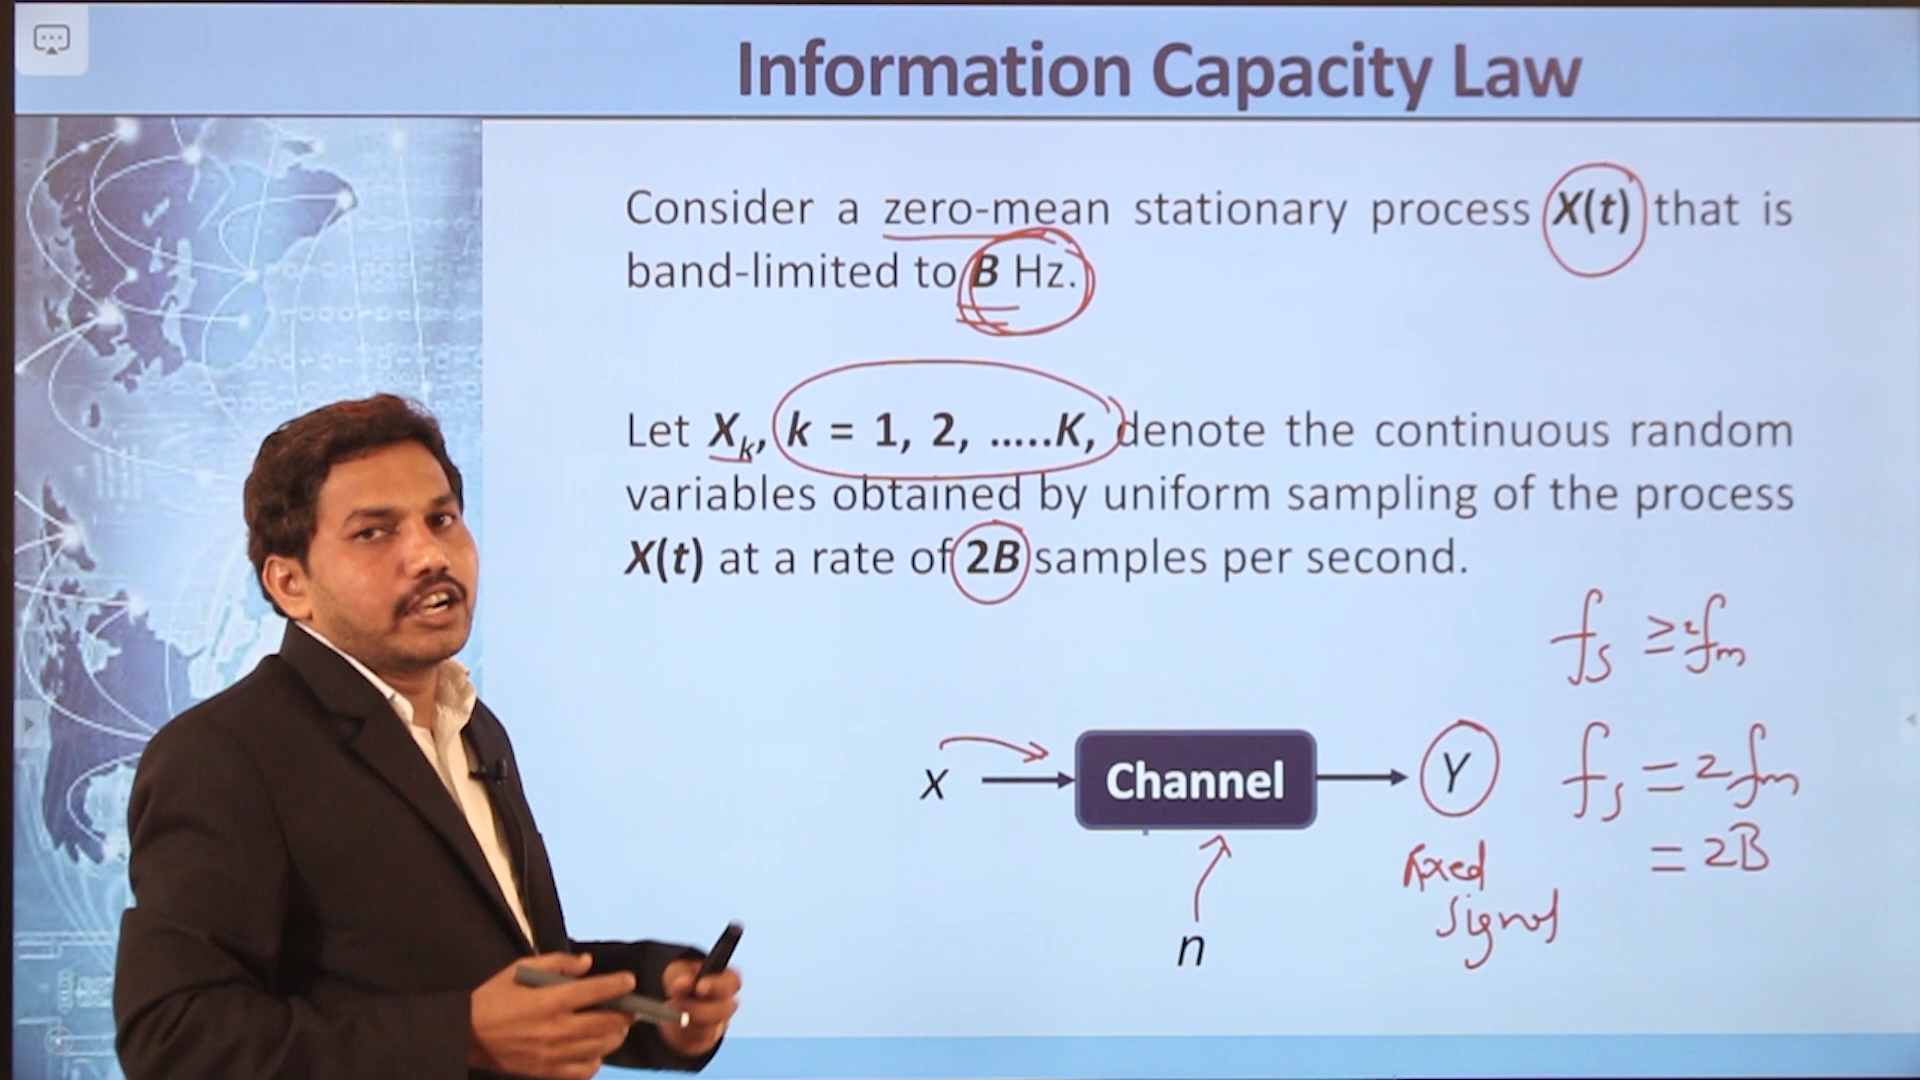 Information Capacity Law
Consider a zero-mean stationary process X(t) that is
band-limited to B Hz.
Let Xₖ, k = 1, 2, .....K, denote the continuous random
variables obtained by uniform sampling of the process
X(t) at a rate of 2B samples per second.
fs ≥ 2fm
X
Channel
Y
fs = 2fm
= 2B
signal
n